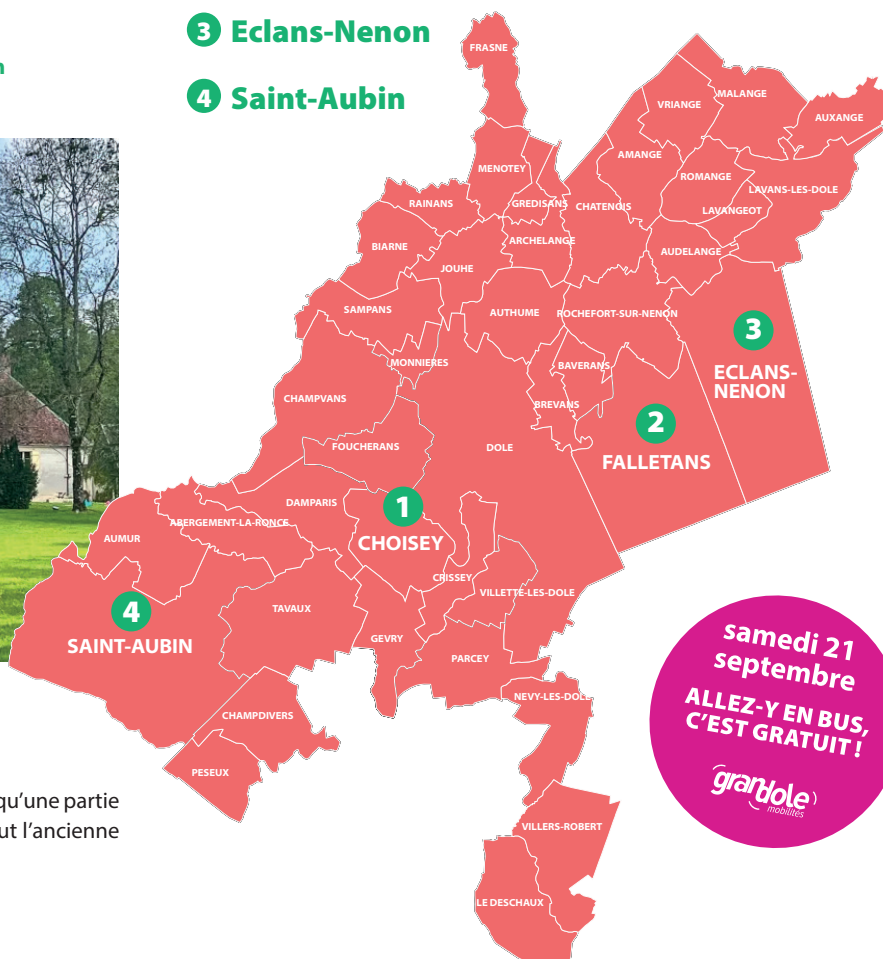 3 Eclans-Nenon
4 Saint-Aubin
n
FRASNE
MALANGE
VRIANGE
AUXANGE
AMANGE
MENOTEY
ROMANGE
LAVANS-LES-DOLE
RAINANS
GREDISANS
CHATENOIS
LAVANGEOT
BIARNE
ARCHELANGE
AUDELANGE
JOUHE
SAMPANS
AUTHUME
ROCHEFORT-SUR-NENON
3
ECLANS-
NENON
MONNIERES
BAVERANS
CHAMPVANS
BREVANS
2
FALLETANS
FOUCHERANS
DOLE
DAMPARIS
1
CHOISEY
ABERGEMENT-LA-RONCE
AUMUR
CRISSEY
VILLETTE-LES-DOLE
4
SAINT-AUBIN
TAVAUX
GEVRY
PARCEY
NEVY-LES-DOLE
CHAMPDIVERS
PESEUX
VILLERS-ROBERT
LE DESCHAUX
samedi 21
septembre
ALLEZ-Y EN BUS,
C'EST GRATUIT !
grandole
mobilités
qu'une partie
ut l'ancienne